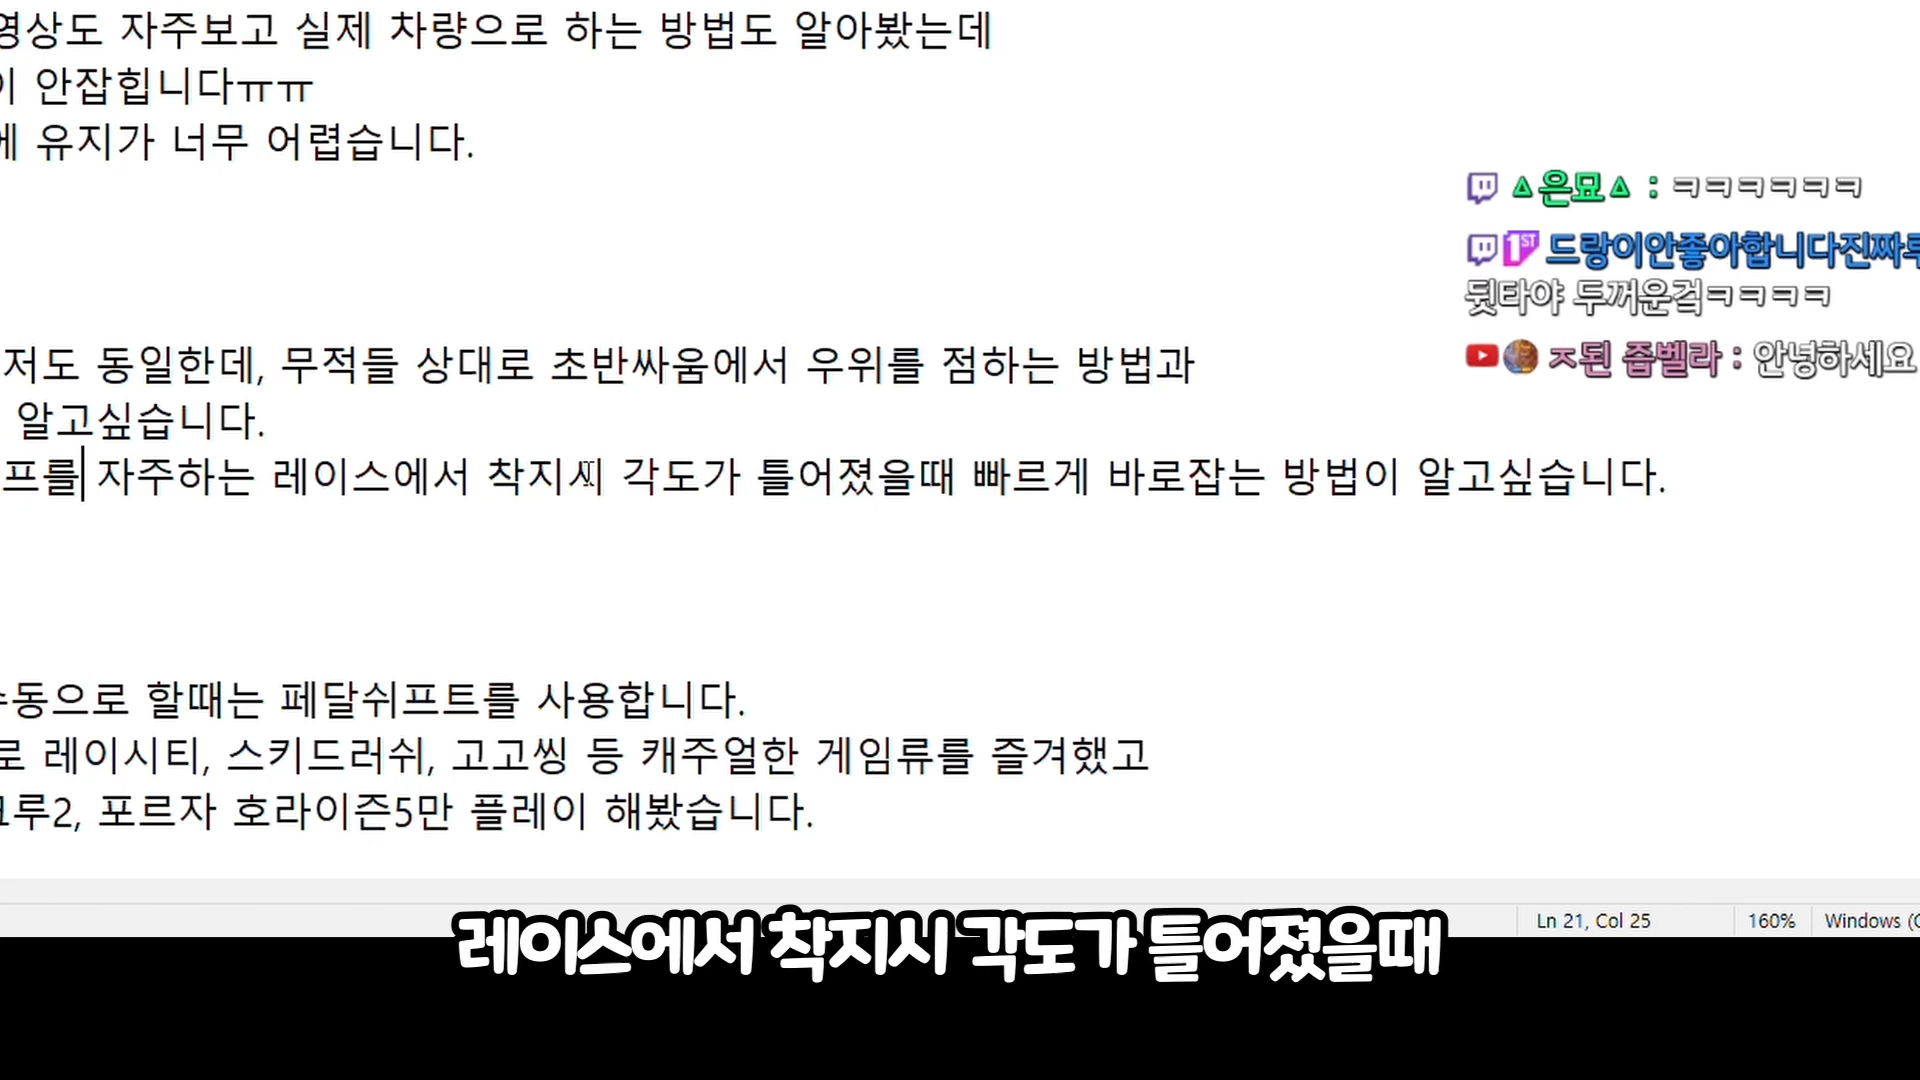 영상도 자주보고 실제 차량으로 하는 방법도 알아봤는데
이 안잡힙니다ㅠㅠ
에 유지가 너무 어렵습니다.
▲은묘▲ : ㅋㅋㅋㅋㅋㅋ
1ST 드랑이안좋아합니다진짜루
뒷타야 두꺼운걱ㅋㅋㅋㅋ
ㅈ된 즙벨라 : 안녕하세요
저도 동일한데, 무적들 상대로 초반싸움에서 우위를 점하는 방법과
알고싶습니다.
프를 자주하는 레이스에서 착지시 각도가 틀어졌을때 빠르게 바로잡는 방법이 알고싶습니다.
수동으로 할때는 페달쉬프트를 사용합니다.
로 레이시티, 스키드러쉬, 고고씽 등 캐주얼한 게임류를 즐겨했고
크루2, 포르자 호라이즌5만 플레이 해봤습니다.
Ln 21, Col 25 160% Windows (C
레이스에서 착지시 각도가 틀어졌을때